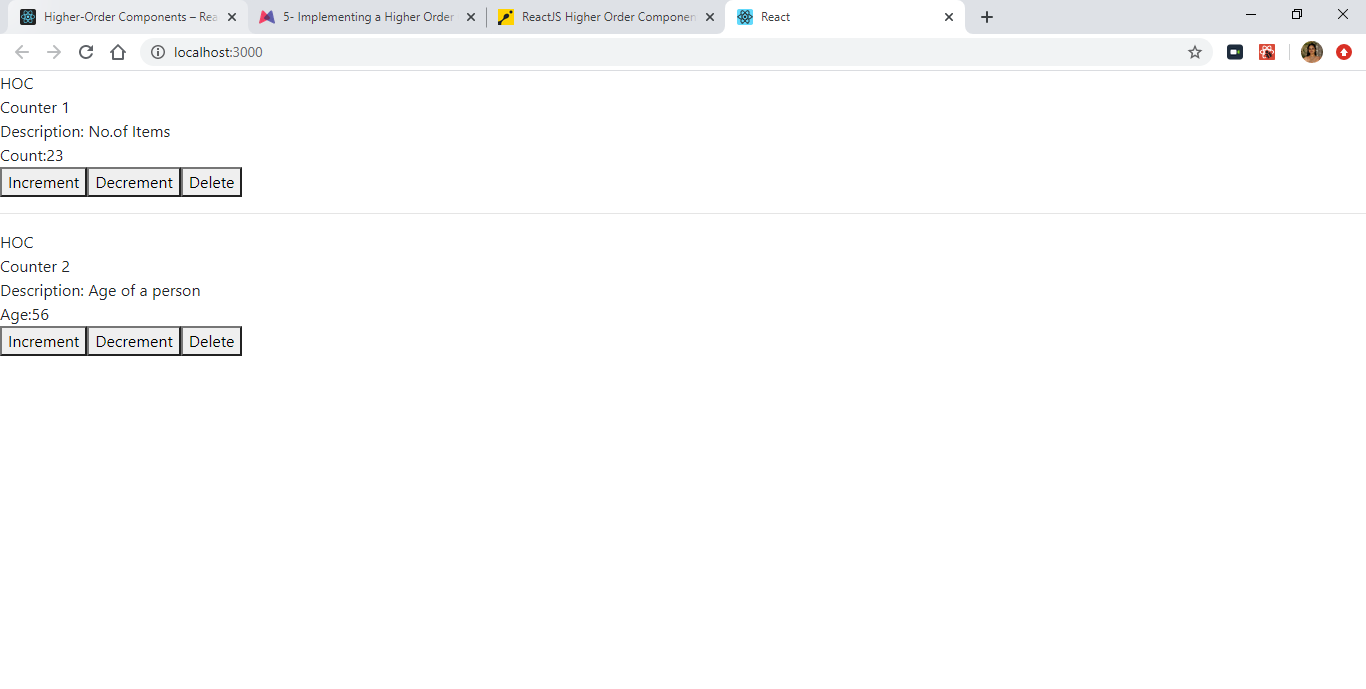 Higher-Order Components – Rea
5- Implementing a Higher Order
ReactJS Higher Order Componen
React
localhost:3000
HOC
Counter 1
Description: No.of Items
Count:23
Increment Decrement Delete
HOC
Counter 2
Description: Age of a person
Age:56
Increment Decrement Delete